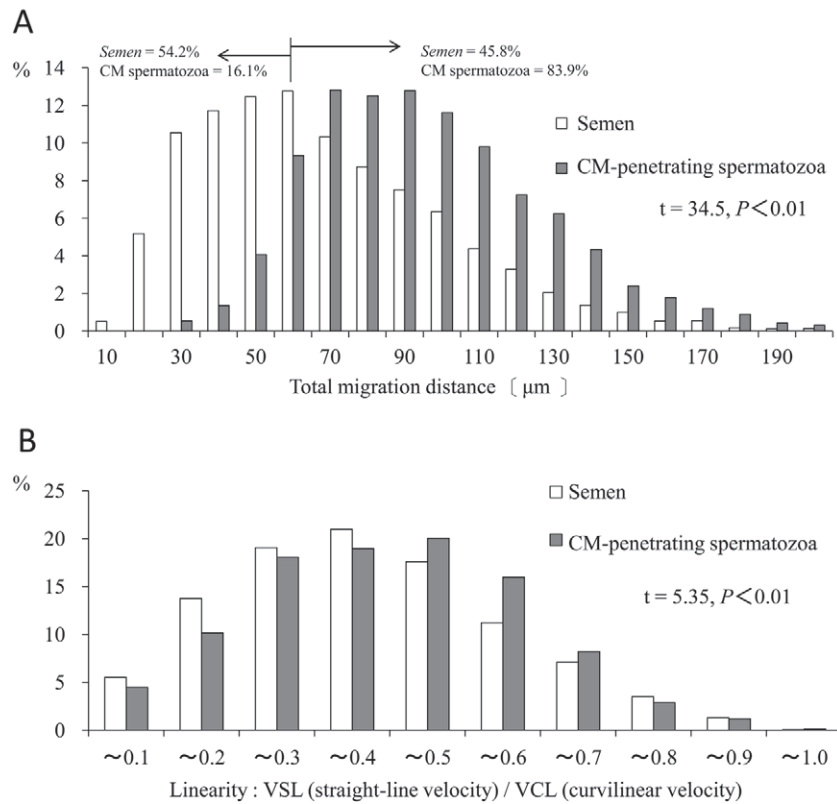 A
Semen = 54.2%
CM spermatozoa = 16.1%
Semen = 45.8%
CM spermatozoa = 83.9%
%
14
12
10
8
6
4
2
0
Semen
CM-penetrating spermatozoa
t = 34.5, P＜0.01
10 30 50 70 90 110 130 150 170 190
Total migration distance 〔 μm 〕
B
%
25
20
15
10
5
0
Semen
CM-penetrating spermatozoa
t = 5.35, P＜0.01
～0.1 ～0.2 ～0.3 ～0.4 ～0.5 ～0.6 ～0.7 ～0.8 ～0.9 ～1.0
Linearity : VSL (straight-line velocity) / VCL (curvilinear velocity)